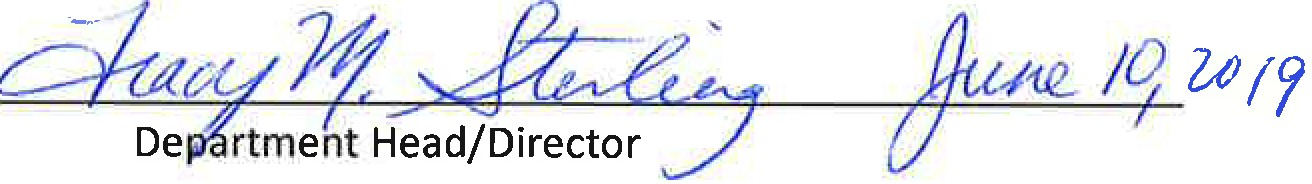 Tracy M. Sterling June 10, 2019
Department Head/Director